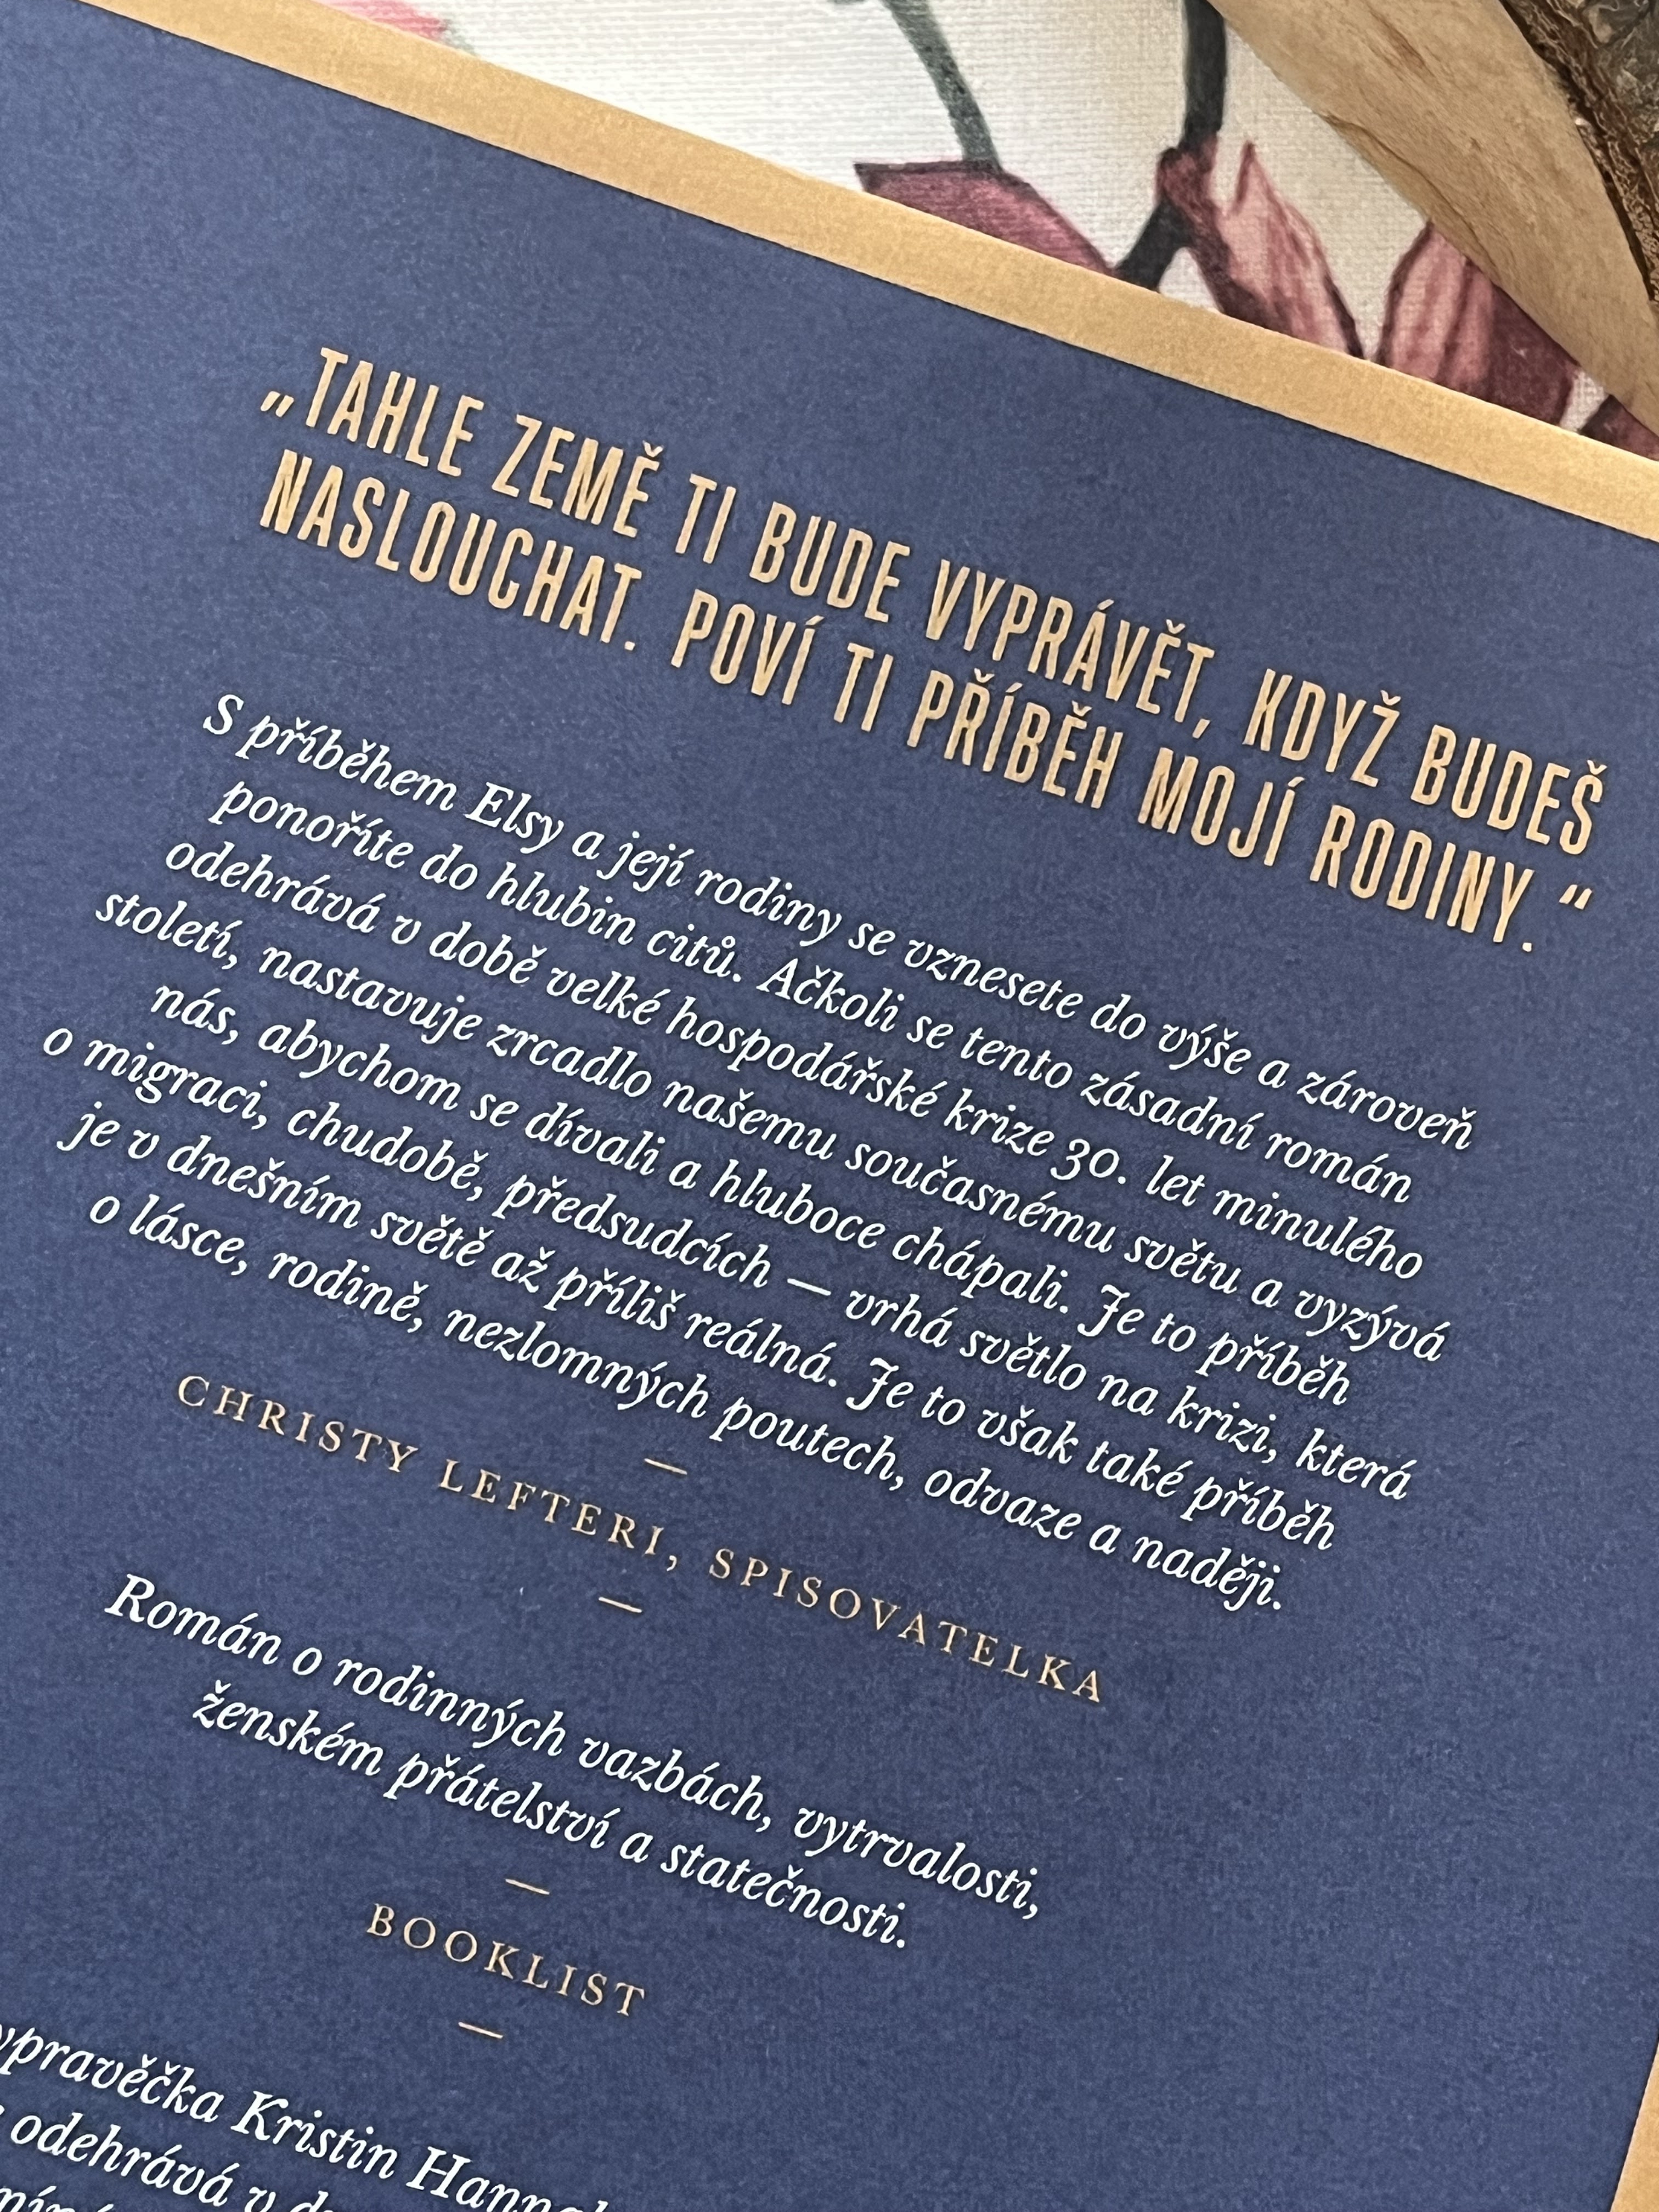 „TAHLE ZEMĚ TI BUDE VYPRÁVĚT, KDYŽ BUDEŠ
NASLOUCHAT. POVÍ TI PŘÍBĚH MOJÍ RODINY.“
S příběhem Elsy a její rodiny se vznesete do výše a zároveň
ponoříte do hlubin citů. Ačkoli se tento zásadní román
odehrává v době velké hospodářské krize 30. let minulého
století, nastavuje zrcadlo našemu současnému světu a vyzývá
nás, abychom se dívali a hluboce chápali. Je to příběh
o migraci, chudobě, předsudcích — vrhá světlo na krizi, která
je v dnešním světě až příliš reálná. Je to však také příběh
o lásce, rodině, nezlomných poutech, odvaze a naději.
—
CHRISTY LEFTERI, SPISOVATELKA
—
Román o rodinných vazbách, vytrvalosti,
ženském přátelství a statečnosti.
—
BOOKLIST
—
Kristin
odehrává v